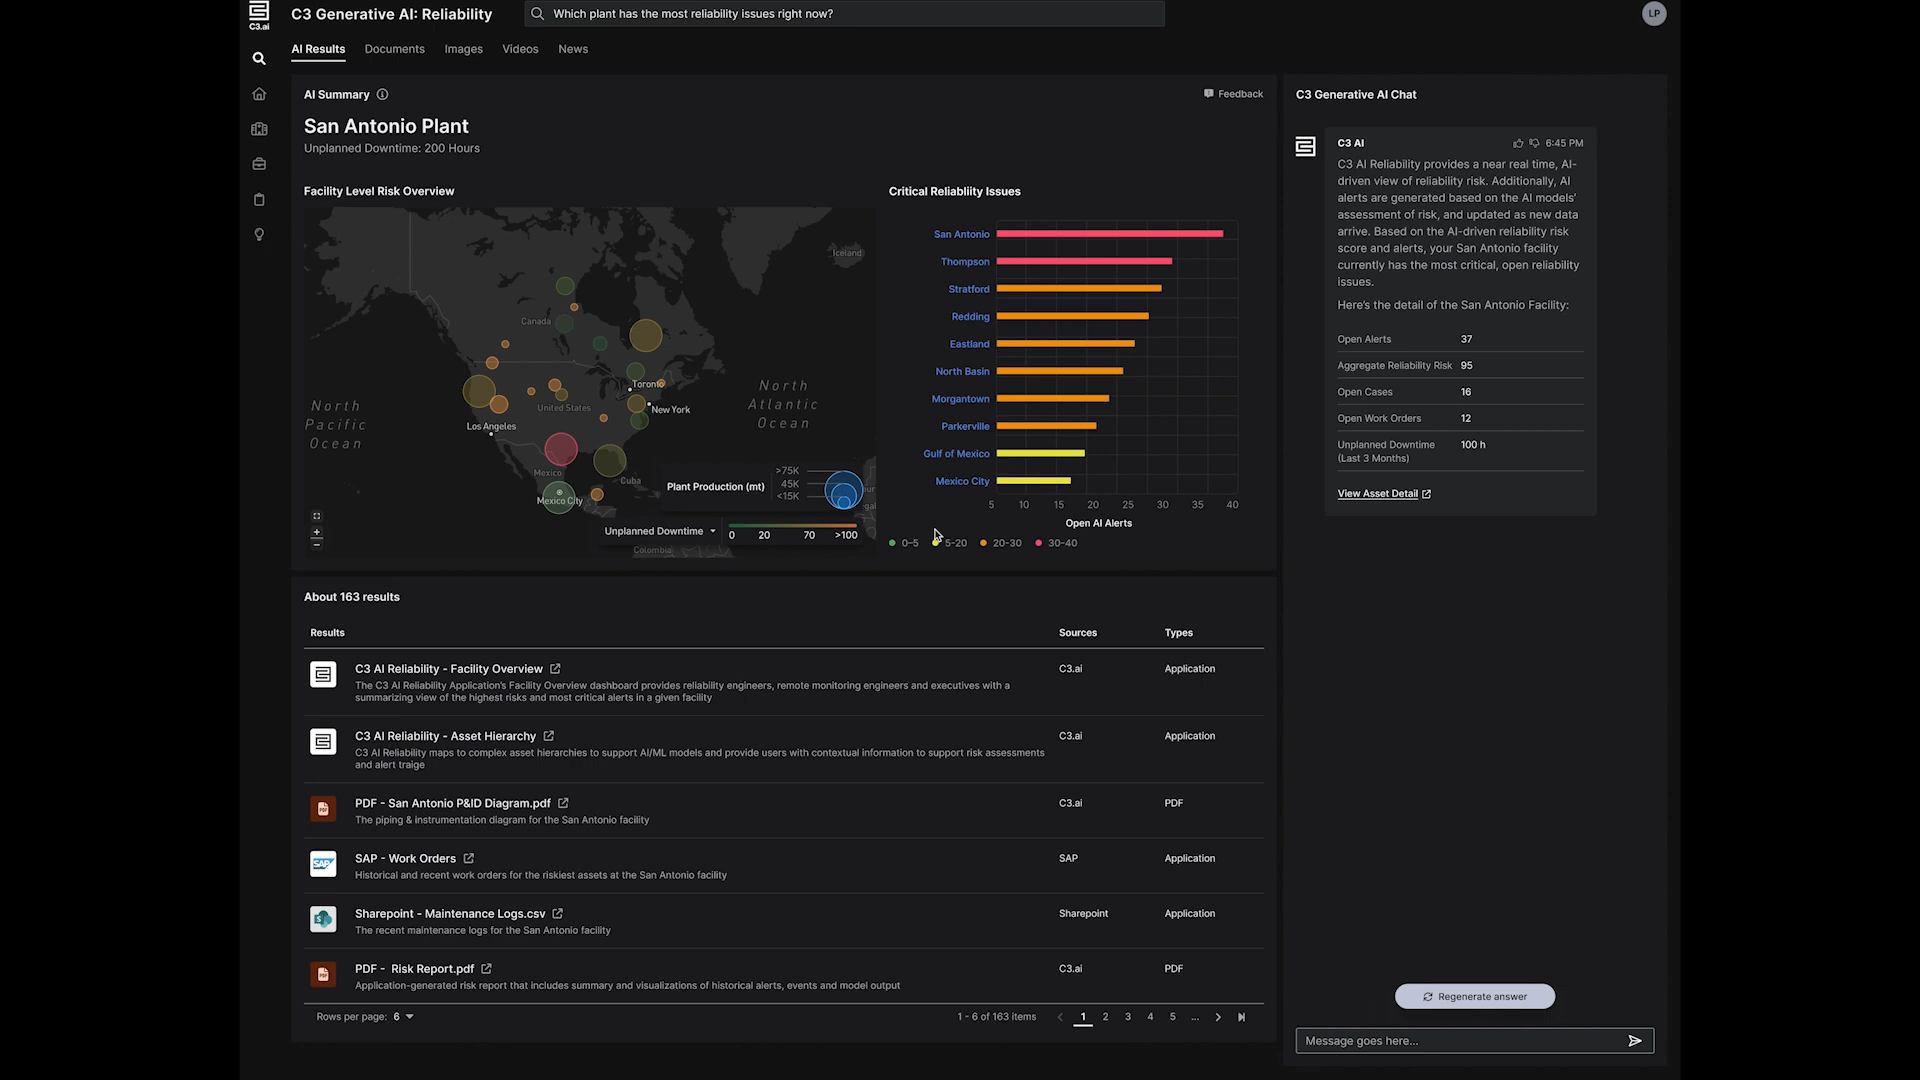 C3.ai
C3 Generative AI: Reliability
Which plant has the most reliability issues right now?
LP
AI Results
Documents
Images
Videos
News
AI Summary
Feedback
San Antonio Plant
Unplanned Downtime: 200 Hours
Facility Level Risk Overview
Iceland
Canada
Toronto
United States
New York
Los Angeles
North
Pacific
Ocean
North
Atlantic
Ocean
Mexico
Cuba
Mexico City
Colombia
Plant Production (mt)
>75K
45K
<15K
Unplanned Downtime
0
20
70
>100
Critical Reliabliity Issues
San Antonio
Thompson
Stratford
Redding
Eastland
North Basin
Morgantown
Parkerville
Gulf of Mexico
Mexico City
5 10 15 20 25 30 35 40
Open AI Alerts
0-5
5-20
20-30
30-40
About 163 results
Results
Sources
Types
C3 AI Reliability - Facility Overview
C3.ai
Application
The C3 AI Reliability Application's Facility Overview dashboard provides reliability engineers, remote monitoring engineers and executives with a
summarizing view of the highest risks and most critical alerts in a given facility
C3 AI Reliability - Asset Hierarchy
C3.ai
Application
C3 AI Reliability maps to complex asset hierarchies to support AI/ML models and provide users with contextual information to support risk assessments
and alert traige
PDF - San Antonio P&ID Diagram.pdf
C3.ai
PDF
The piping & instrumentation diagram for the San Antonio facility
SAP
SAP - Work Orders
SAP
Application
Historical and recent work orders for the riskiest assets at the San Antonio facility
Sharepoint - Maintenance Logs.csv
Sharepoint
Application
The recent maintenance logs for the San Antonio facility
PDF - Risk Report.pdf
C3.ai
PDF
Application-generated risk report that includes summary and visualizations of historical alerts, events and model output
Rows per page: 6
1 - 6 of 163 items
1 2 3 4 5 ...
C3 Generative AI Chat
C3 AI
6:45 PM
C3 AI Reliability provides a near real time, AI-
driven view of reliability risk. Additionally, AI
alerts are generated based on the AI models'
assessment of risk, and updated as new data
arrive. Based on the AI-driven reliability risk
score and alerts, your San Antonio facility
currently has the most critical, open reliability
issues.
Here's the detail of the San Antonio Facility:
Open Alerts 37
Aggregate Reliability Risk 95
Open Cases 16
Open Work Orders 12
Unplanned Downtime 100 h
(Last 3 Months)
View Asset Detail
Regenerate answer
Message goes here...